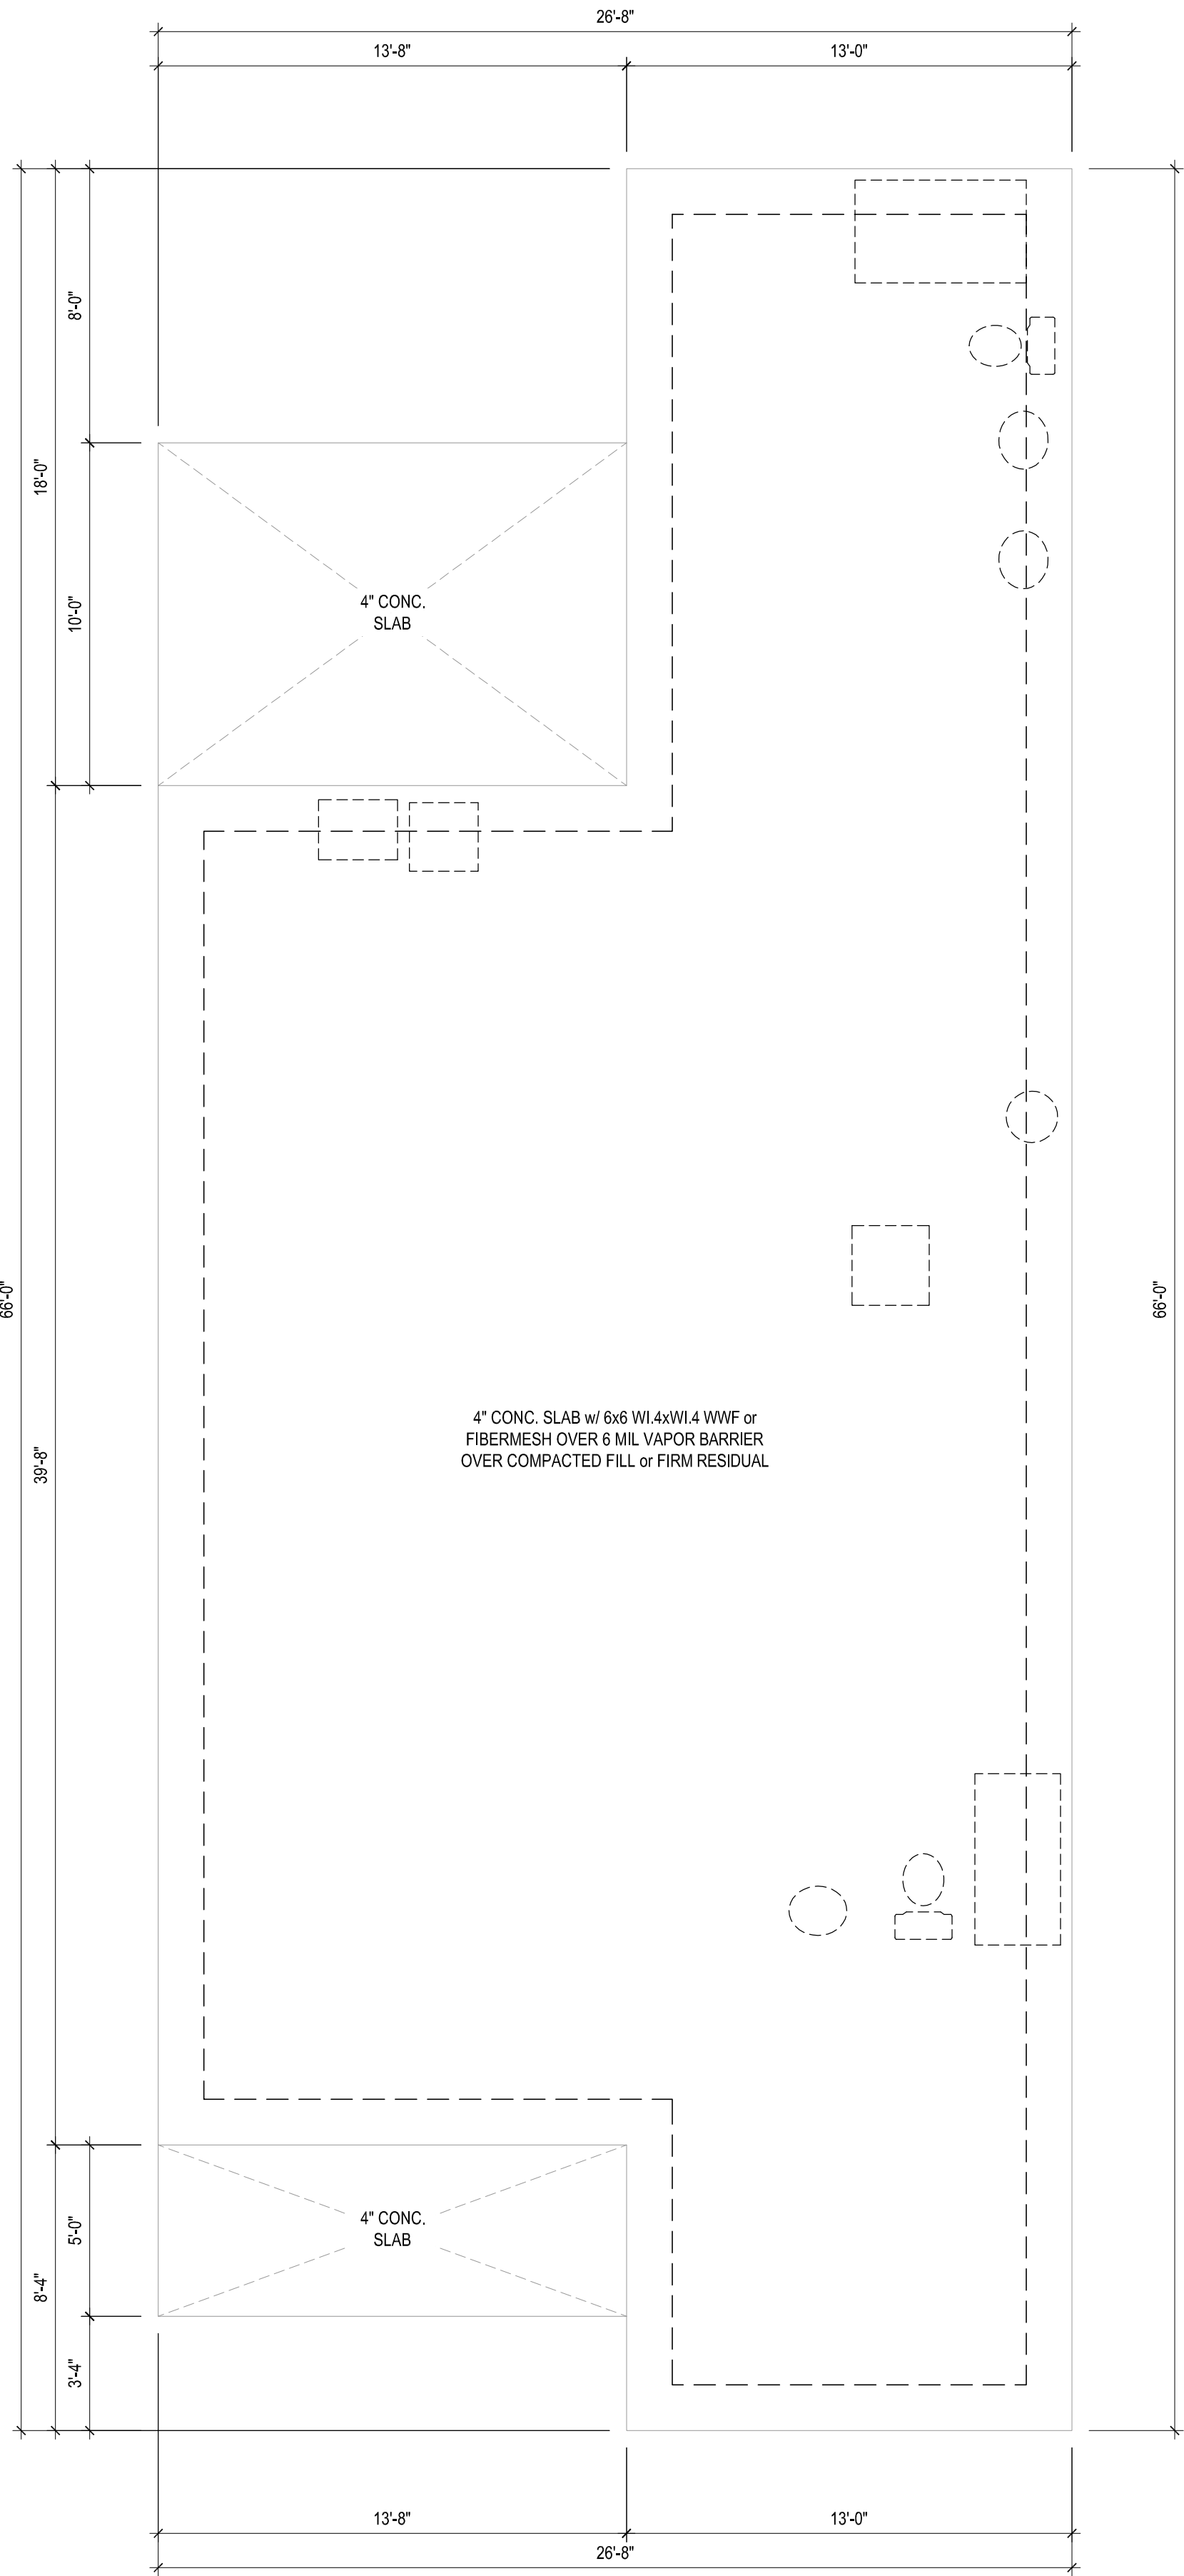 26'-8"
13'-8"
13'-0"
8'-0"
18'-0"
10'-0"
4" CONC.
SLAB
66'-0"
66'-0"
39'-8"
4" CONC. SLAB w/ 6x6 WI.4xWI.4 WWF or
FIBERMESH OVER 6 MIL VAPOR BARRIER
OVER COMPACTED FILL or FIRM RESIDUAL
4" CONC.
SLAB
5'-0"
8'-4"
3'-4"
13'-8"
13'-0"
26'-8"